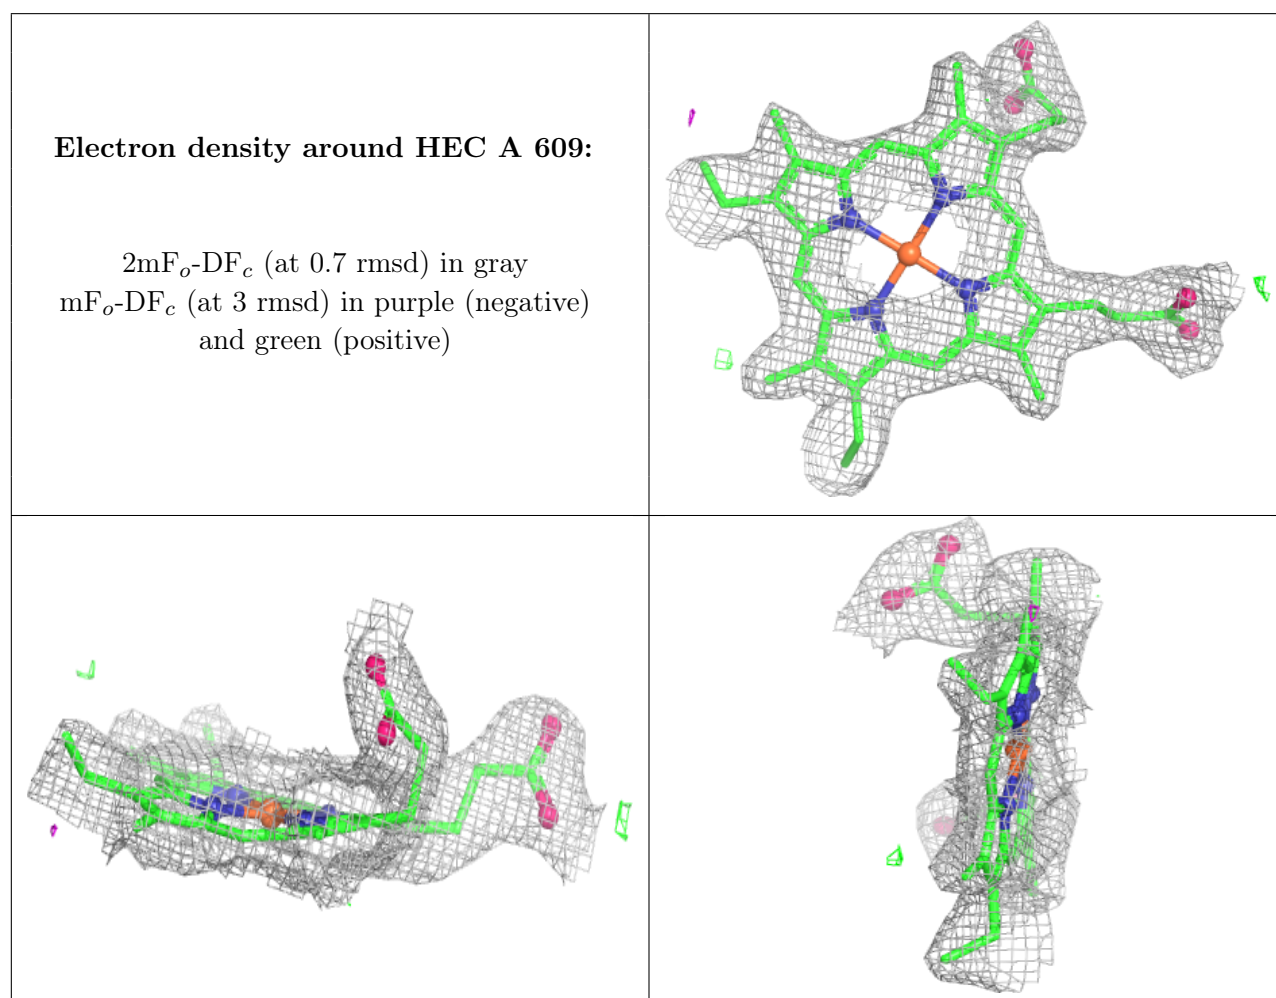 Electron density around HEC A 609:
2mFo-DFc (at 0.7 rmsd) in gray
mFo-DFc (at 3 rmsd) in purple (negative)
and green (positive)